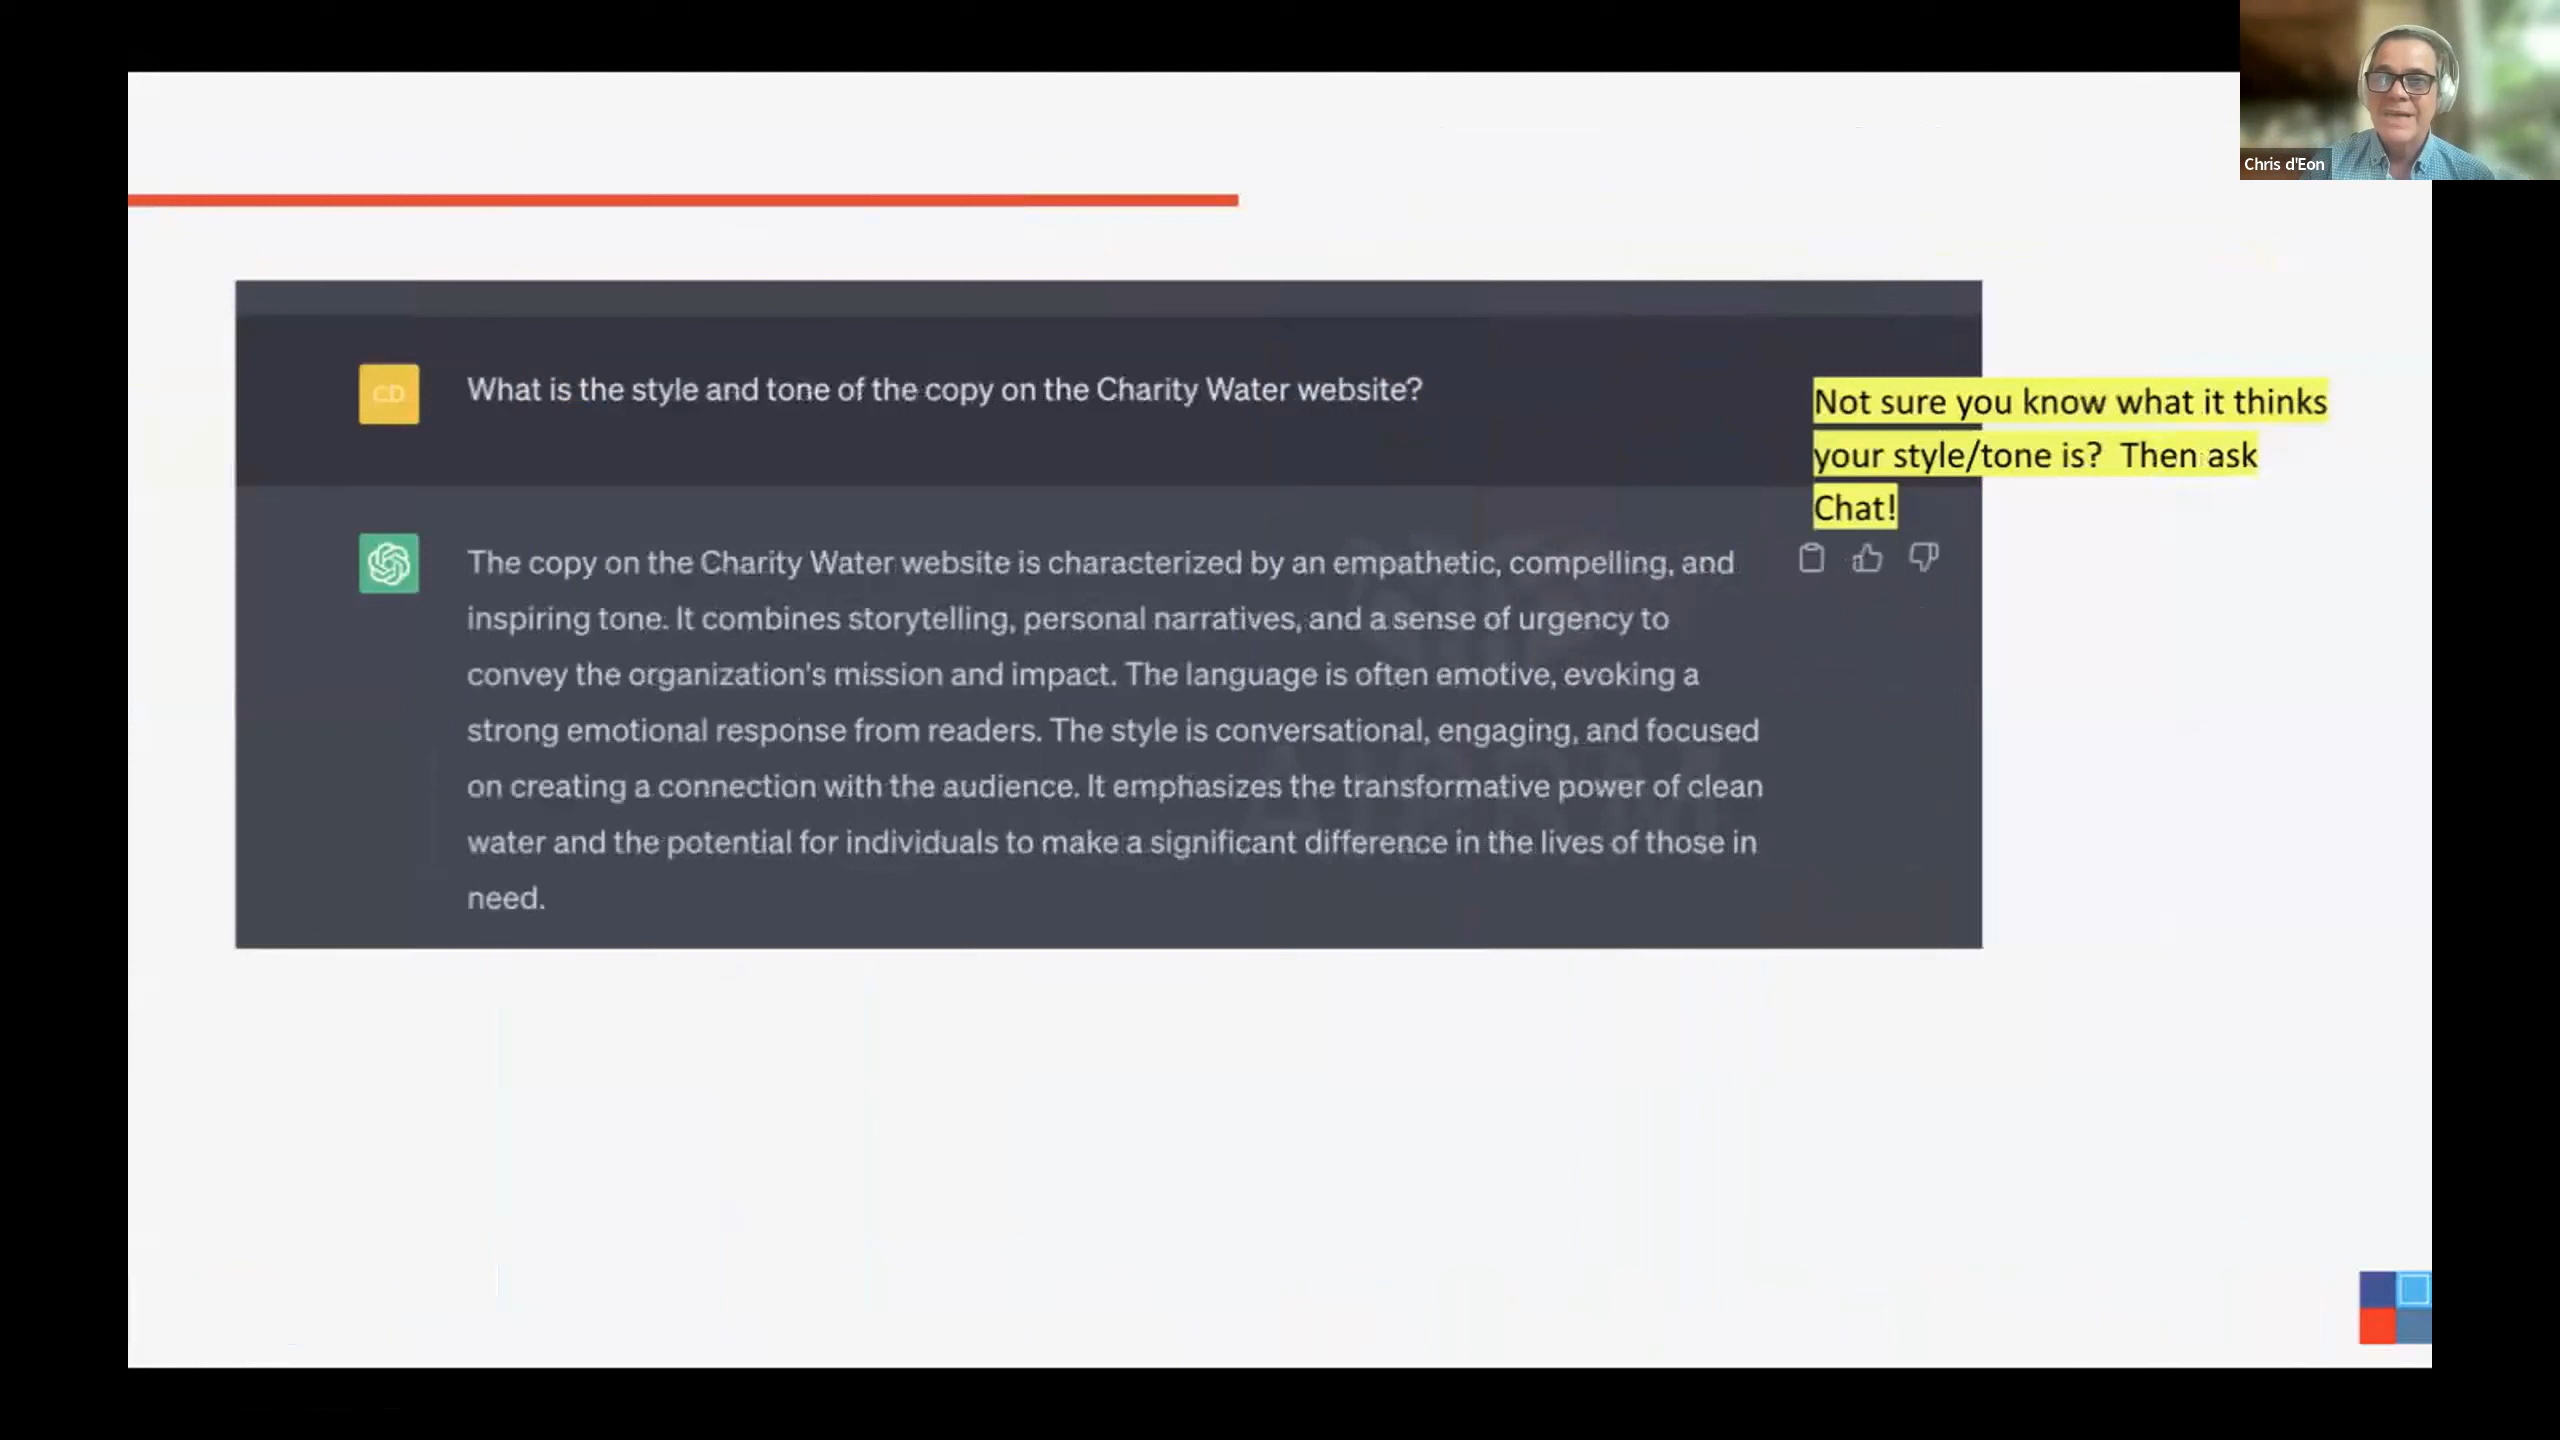 Chris d'Eon
CD
What is the style and tone of the copy on the Charity Water website?
Not sure you know what it thinks
your style/tone is?  Then ask
Chat!
The copy on the Charity Water website is characterized by an empathetic, compelling, and
inspiring tone. It combines storytelling, personal narratives, and a sense of urgency to
convey the organization's mission and impact. The language is often emotive, evoking a
strong emotional response from readers. The style is conversational, engaging, and focused
on creating a connection with the audience. It emphasizes the transformative power of clean
water and the potential for individuals to make a significant difference in the lives of those in
need.